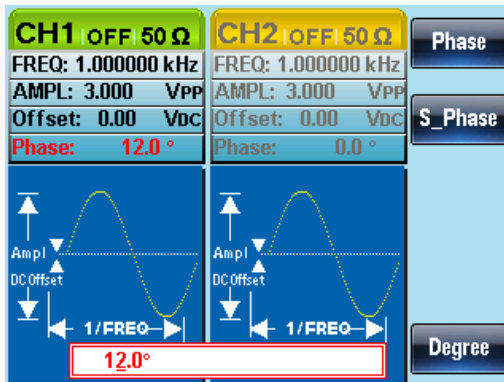 CH1 OFF 50 Ω
FREQ: 1.000000 kHz
AMPL: 3.000 VPP
Offset: 0.00 VDC
Phase: 12.0 °
CH2 OFF 50 Ω
FREQ: 1.000000 kHz
AMPL: 3.000 VPP
Offset: 0.00 VDC
Phase: 0.0 °
Phase
S_Phase
Degree
Ampl
DC Offset
1/FREQ
Ampl
DC Offset
1/FREQ
12.0°